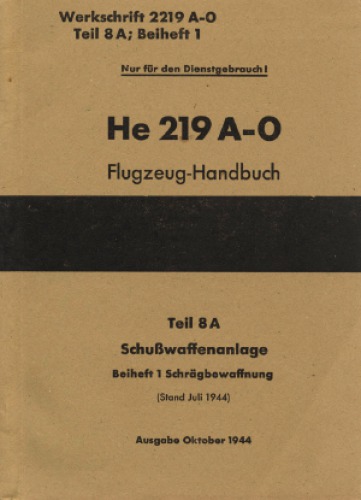 Werkschrift 2219 A-O
Teil 8 A; Beiheft 1
Nur für den Dienstgebrauch!
He 219 A-O
Flugzeug-Handbuch
Teil 8 A
Schußwaffenanlage
Beiheft 1 Schrägbewaffnung
(Stand Juli 1944)
Ausgabe Oktober 1944